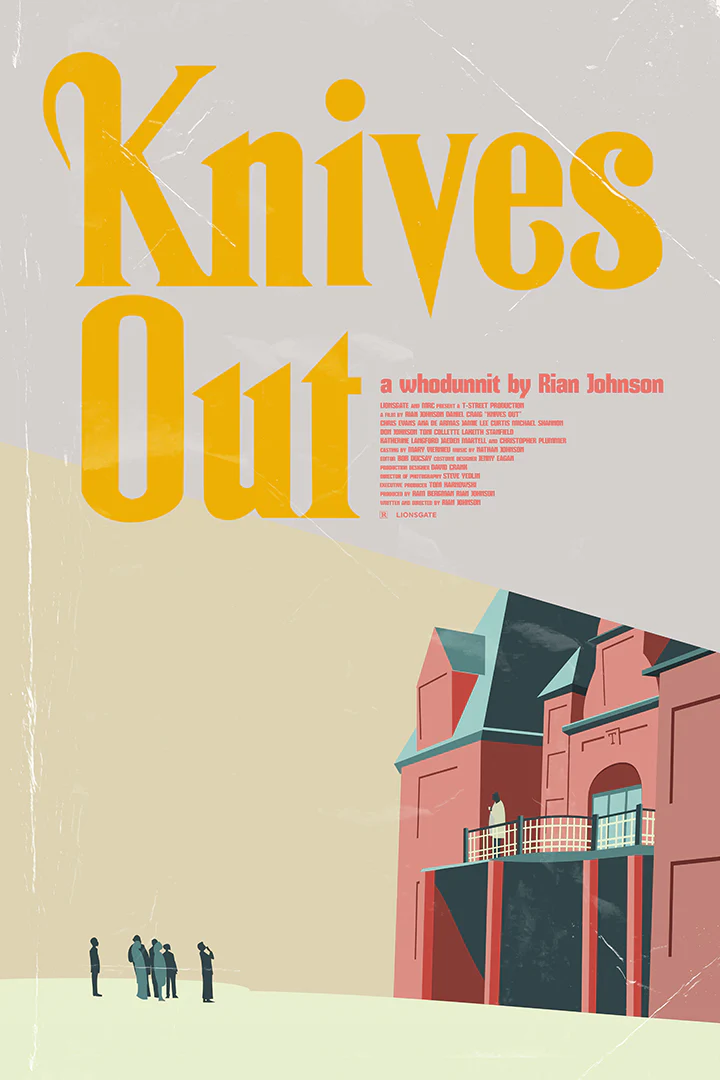 Knives
Out
a whodunnit by Rian Johnson
LIONSGATE AND MRC PRESENT A T-STREET PRODUCTION
A FILM BY RIAN JOHNSON DANIEL CRAIG "KNIVES OUT"
CHRIS EVANS ANA DE ARMAS JAMIE LEE CURTIS MICHAEL SHANNON
DON JOHNSON TONI COLLETTE LAKEITH STANFIELD
KATHERINE LANGFORD JAEDEN MARTELL AND CHRISTOPHER PLUMMER
CASTING BY MARY VERNIEU MUSIC BY NATHAN JOHNSON
EDITOR BOB DUCSAY COSTUME DESIGNER JENNY EAGAN
PRODUCTION DESIGNER DAVID CRANK
DIRECTOR OF PHOTOGRAPHY STEVE YEDLIN
EXECUTIVE PRODUCER TOM KARNOWSKI
PRODUCED BY RAM BERGMAN RIAN JOHNSON
WRITTEN AND DIRECTED BY RIAN JOHNSON
R LIONSGATE
T